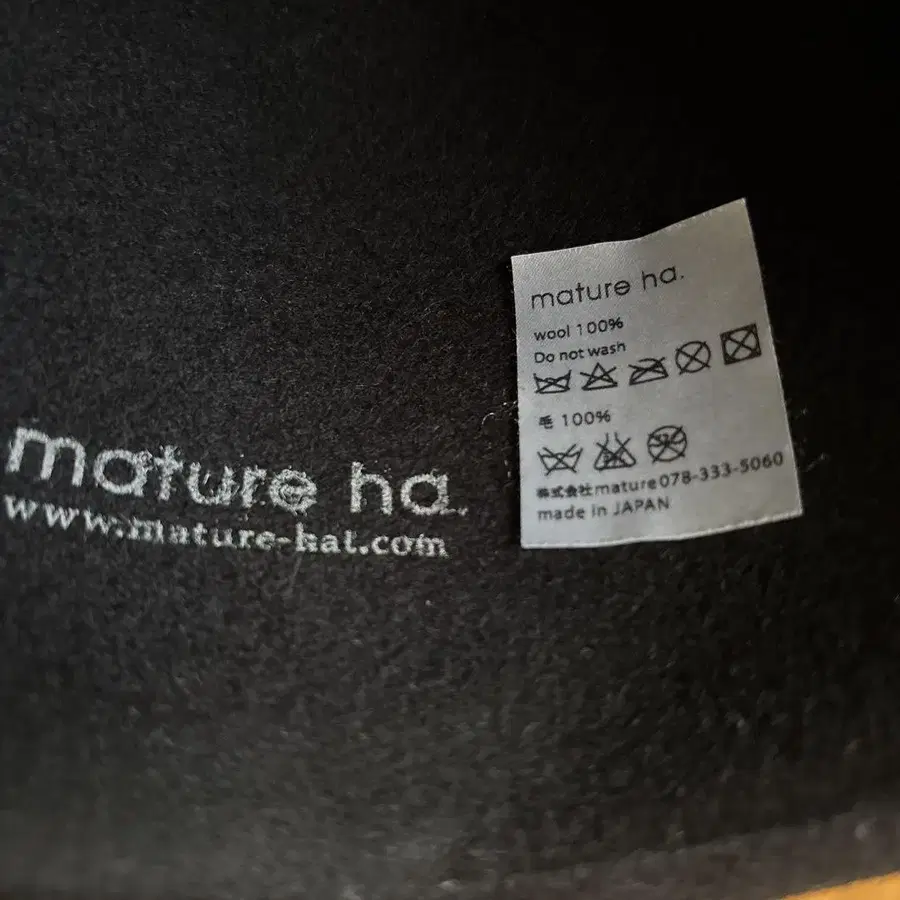 mature ha.
www.mature-hat.com
mature ha.
wool 100%
Do not wash
毛 100%
株式会社mature078-333-5060
made in JAPAN